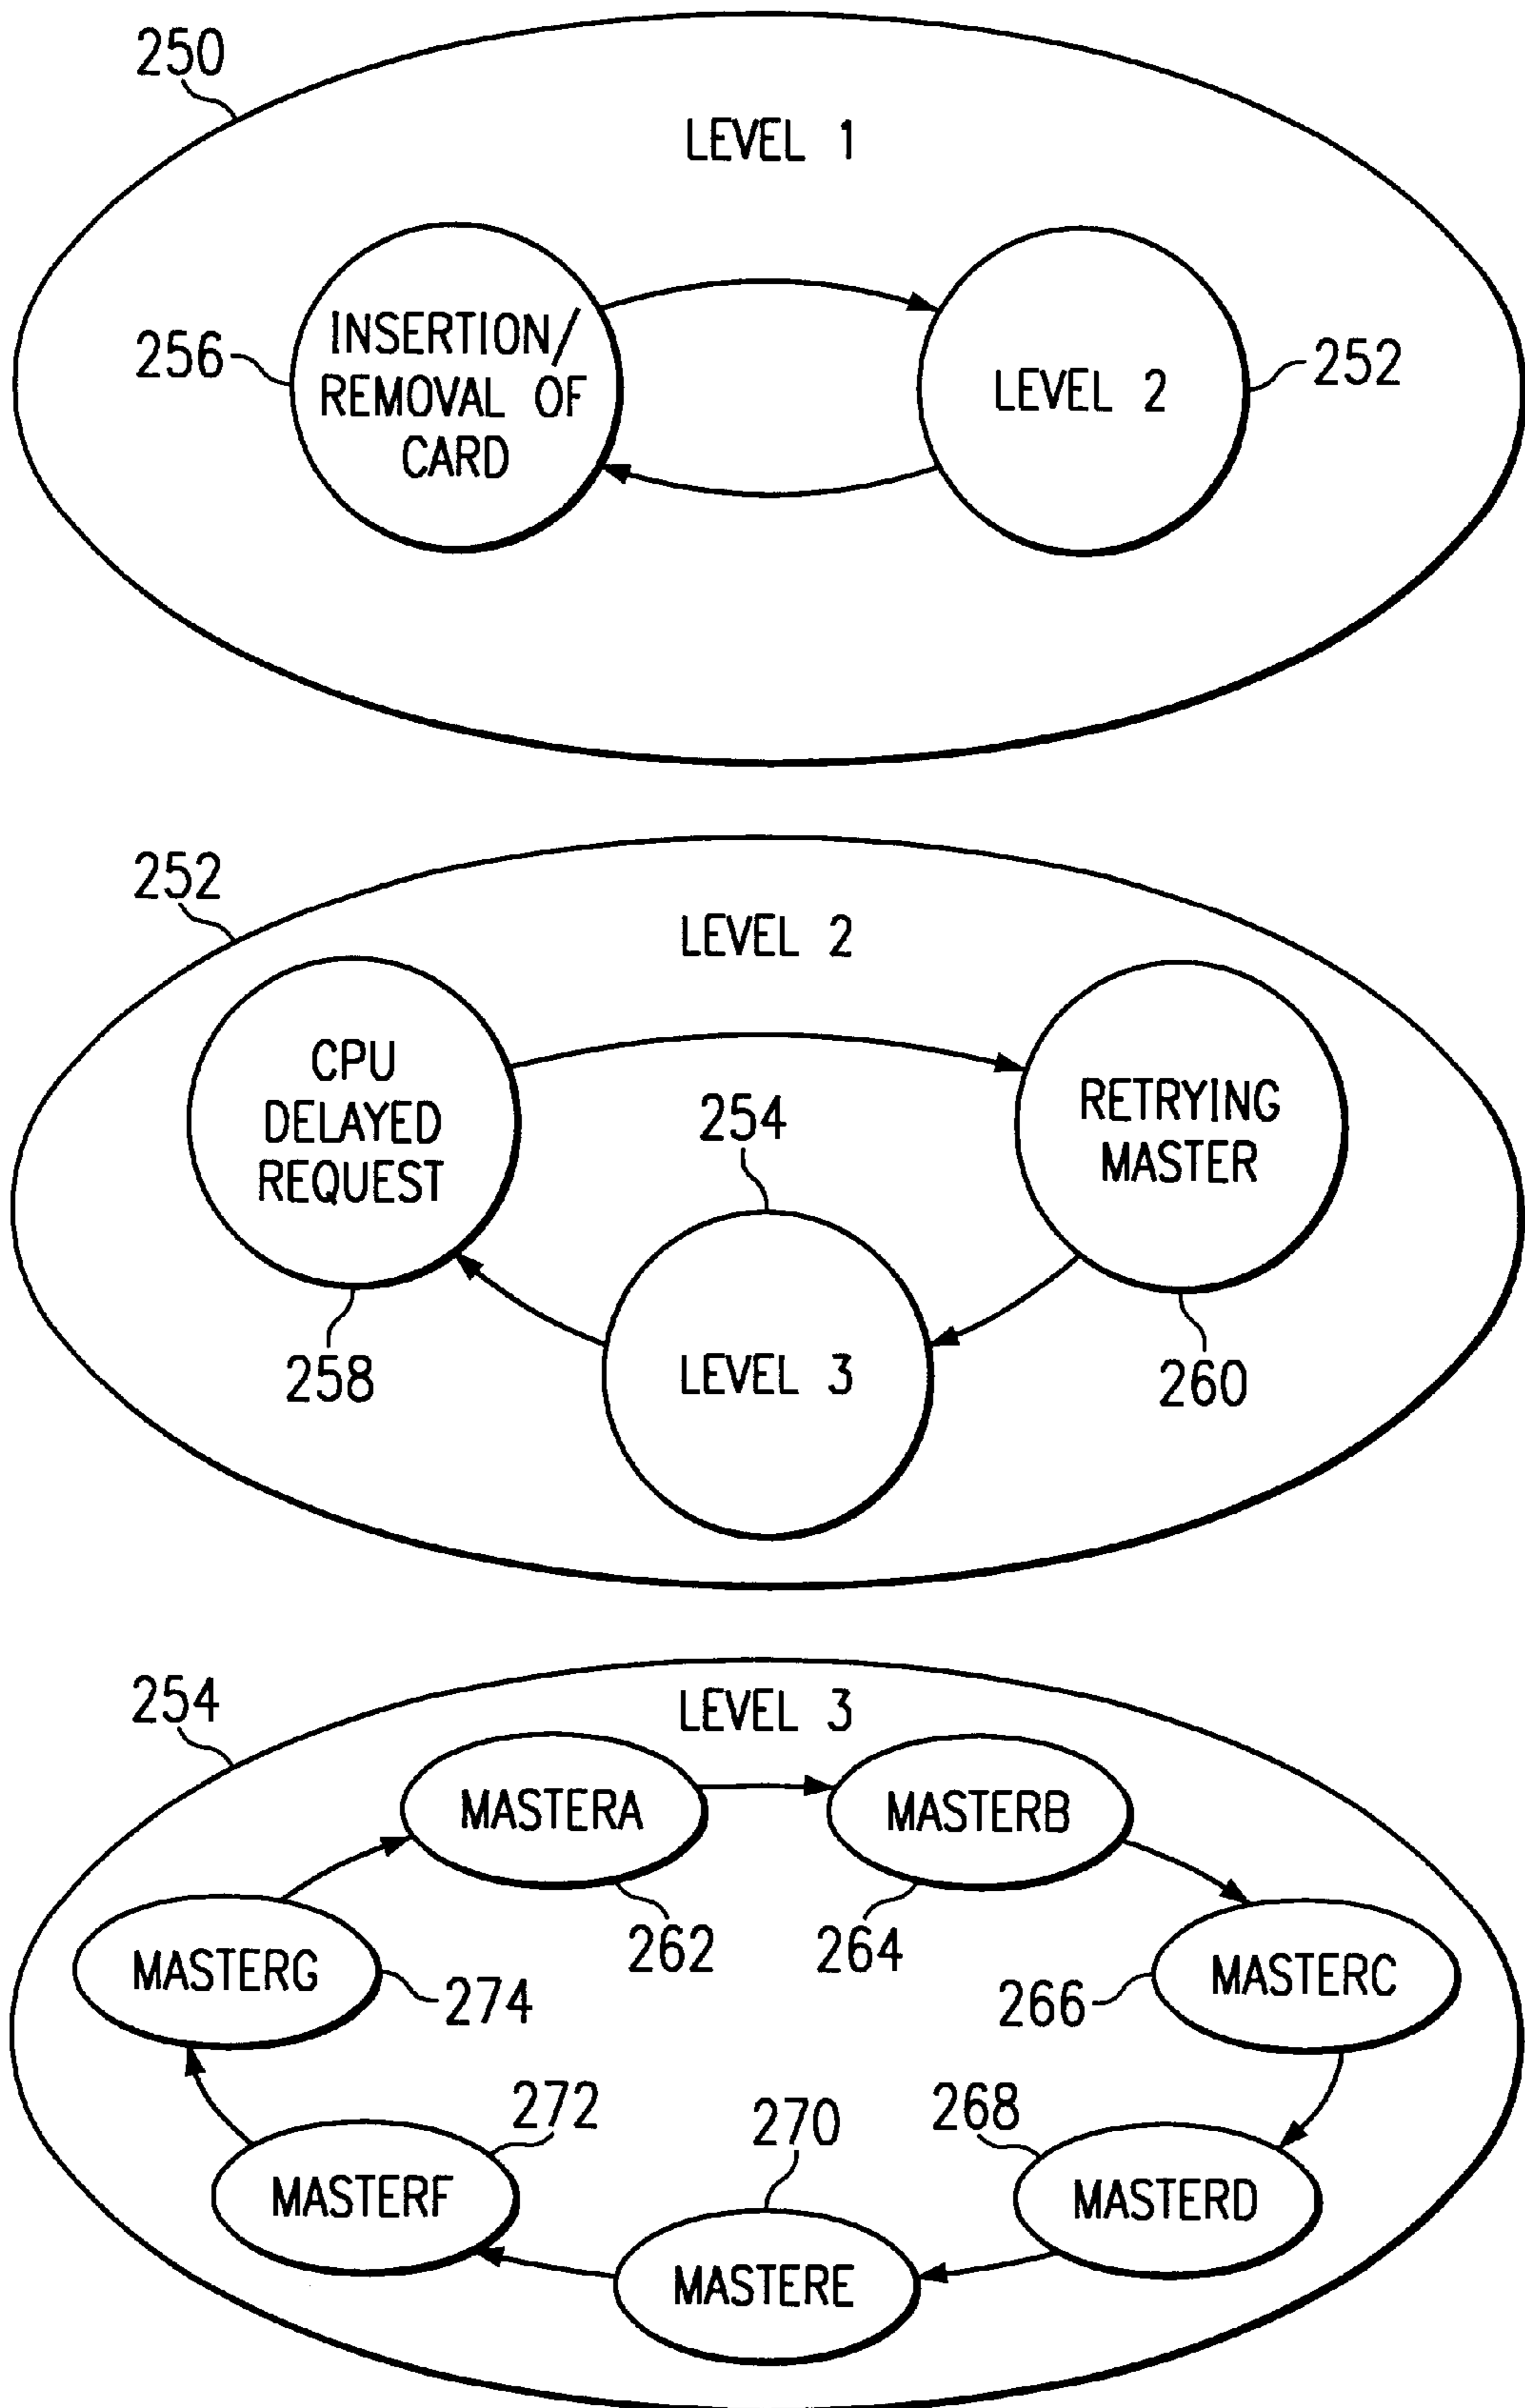 250
LEVEL 1
256
INSERTION/
REMOVAL OF
CARD
LEVEL 2
252
252
LEVEL 2
CPU
DELAYED
REQUEST
254
RETRYING
MASTER
258
LEVEL 3
260
254
LEVEL 3
MASTERA
MASTERB
262
264
MASTERG
274
266
MASTERC
272
270
268
MASTERF
MASTERD
MASTERE